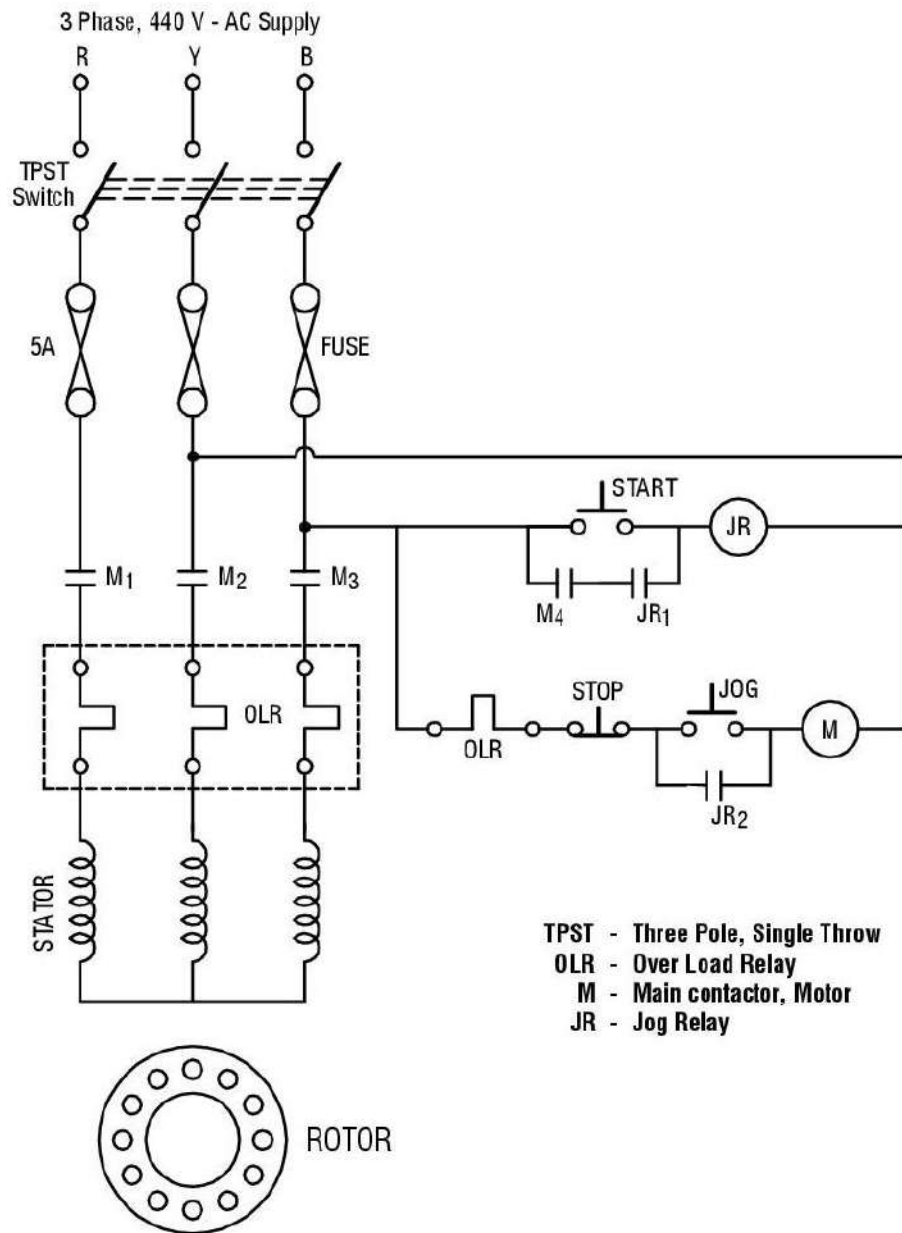 3 Phase, 440 V - AC Supply
R Y B
TPST
Switch
5A FUSE
START
JR
M1 M2 M3
M4 JR1
OLR
STOP JOG
M
OLR
JR2
STATOR
TPST - Three Pole, Single Throw
OLR - Over Load Relay
M - Main contactor, Motor
JR - Jog Relay
ROTOR